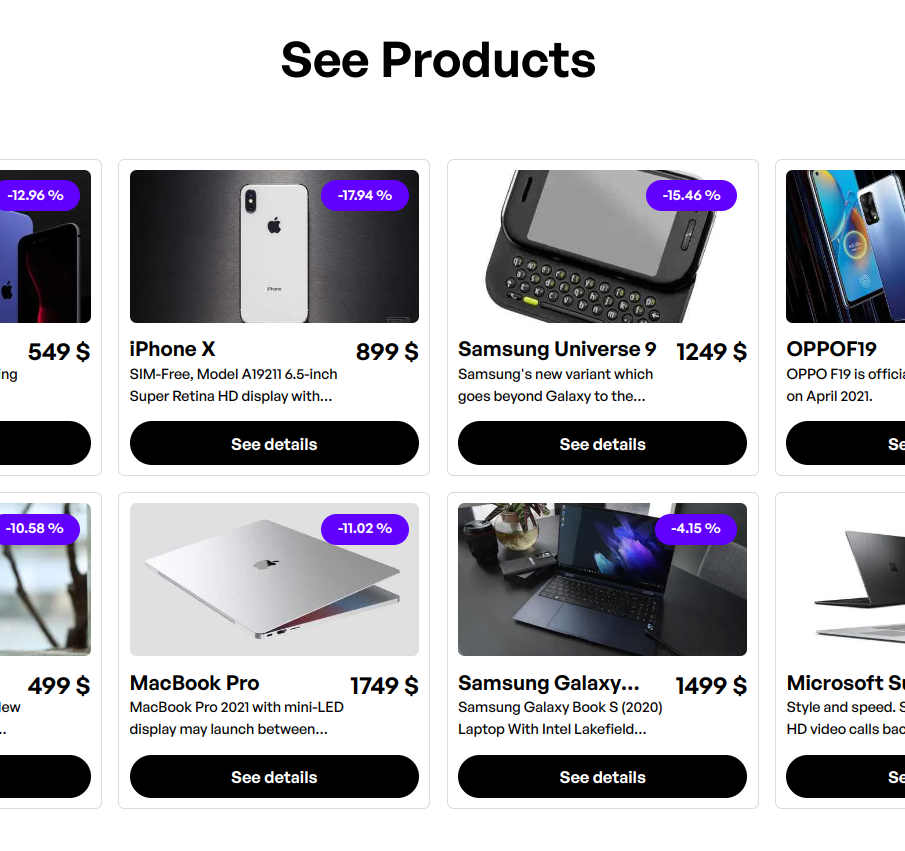 See Products
-12.96 %
549 $
ing
-17.94 %
iPhone
iPhone X
899 $
SIM-Free, Model A19211 6.5-inch
Super Retina HD display with...
See details
-15.46 %
Samsung Universe 9
1249 $
Samsung's new variant which
goes beyond Galaxy to the...
See details
OPPOF19
OPPO F19 is officia
on April 2021.
Se
-10.58 %
499 $
lew
..
-11.02 %
MacBook Pro
1749 $
MacBook Pro 2021 with mini-LED
display may launch between...
See details
-4.15 %
Samsung Galaxy...
1499 $
Samsung Galaxy Book S (2020)
Laptop With Intel Lakefield...
See details
Microsoft Su
Style and speed. S
HD video calls bac
Se